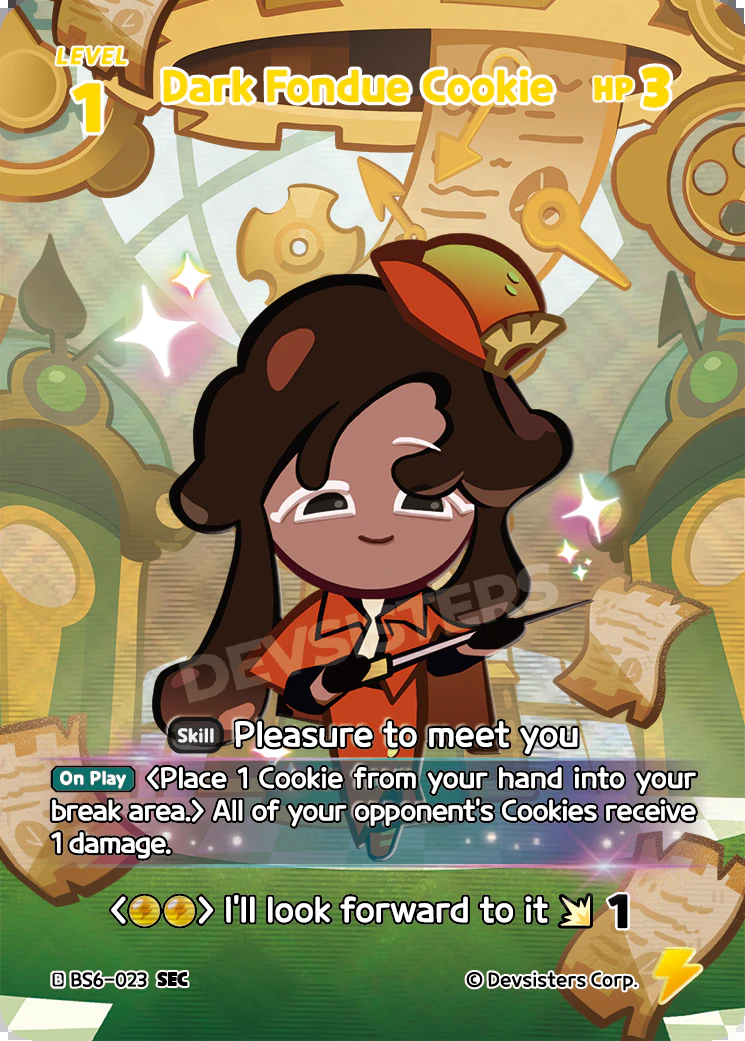 LEVEL
1
Dark Fondue Cookie
HP 3
DEVSISTERS
Skill Pleasure to meet you
On Play <Place 1 Cookie from your hand into your
break area.> All of your opponent's Cookies receive
1 damage.
< > I'll look forward to it 1
B BS6-023 SEC
© Devsisters Corp.